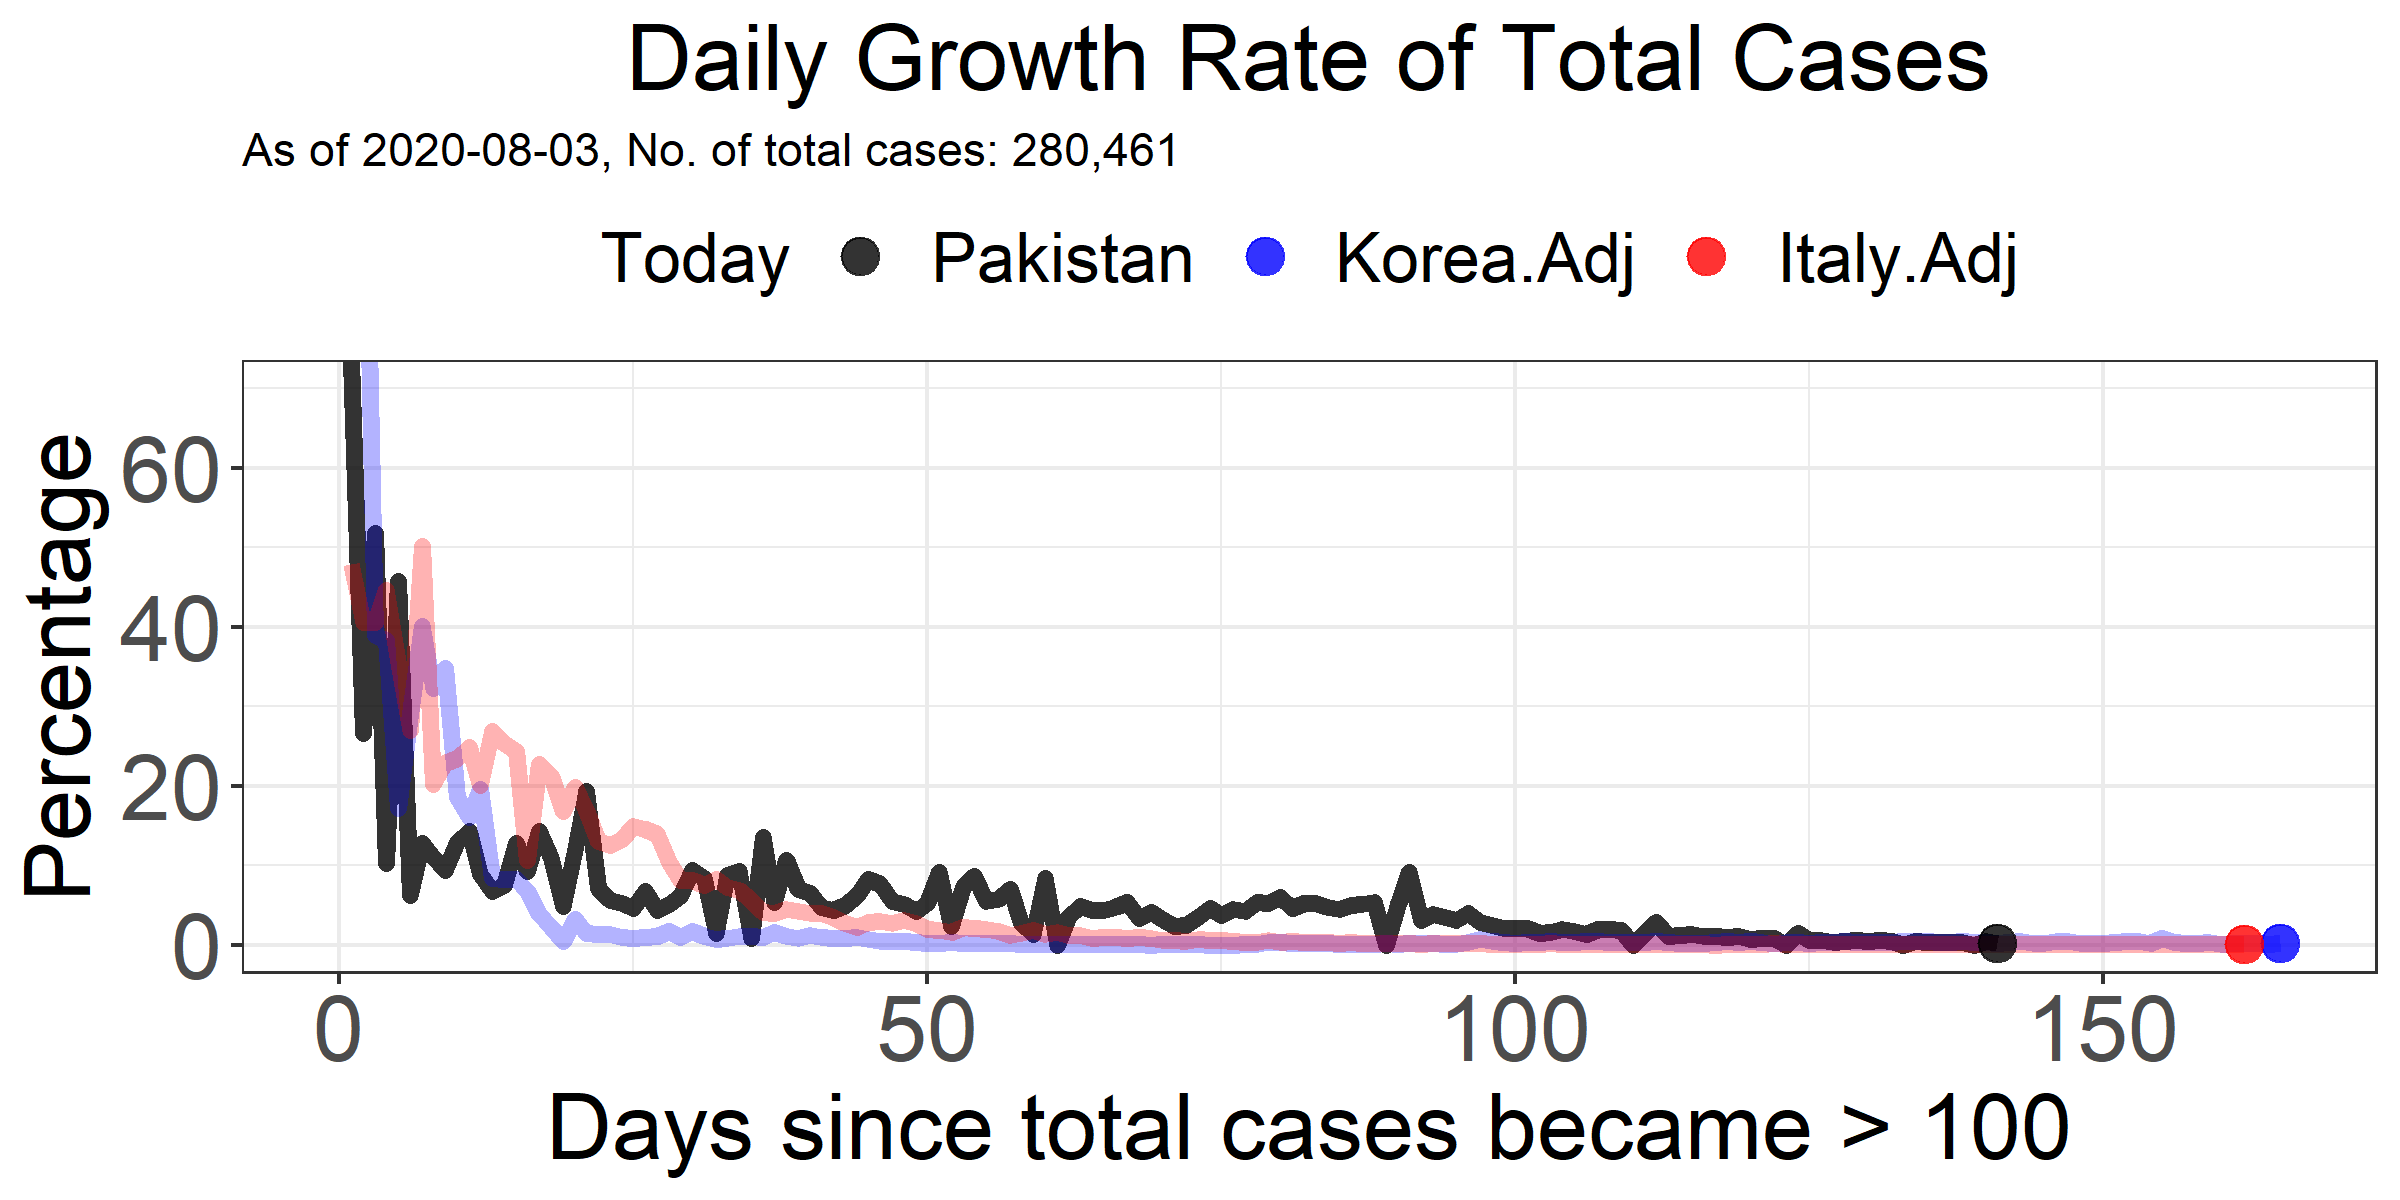 Daily Growth Rate of Total Cases
As of 2020-08-03, No. of total cases: 280,461
Today Pakistan Korea.Adj Italy.Adj
Percentage
60
40
20
0
0 50 100 150
Days since total cases became > 100